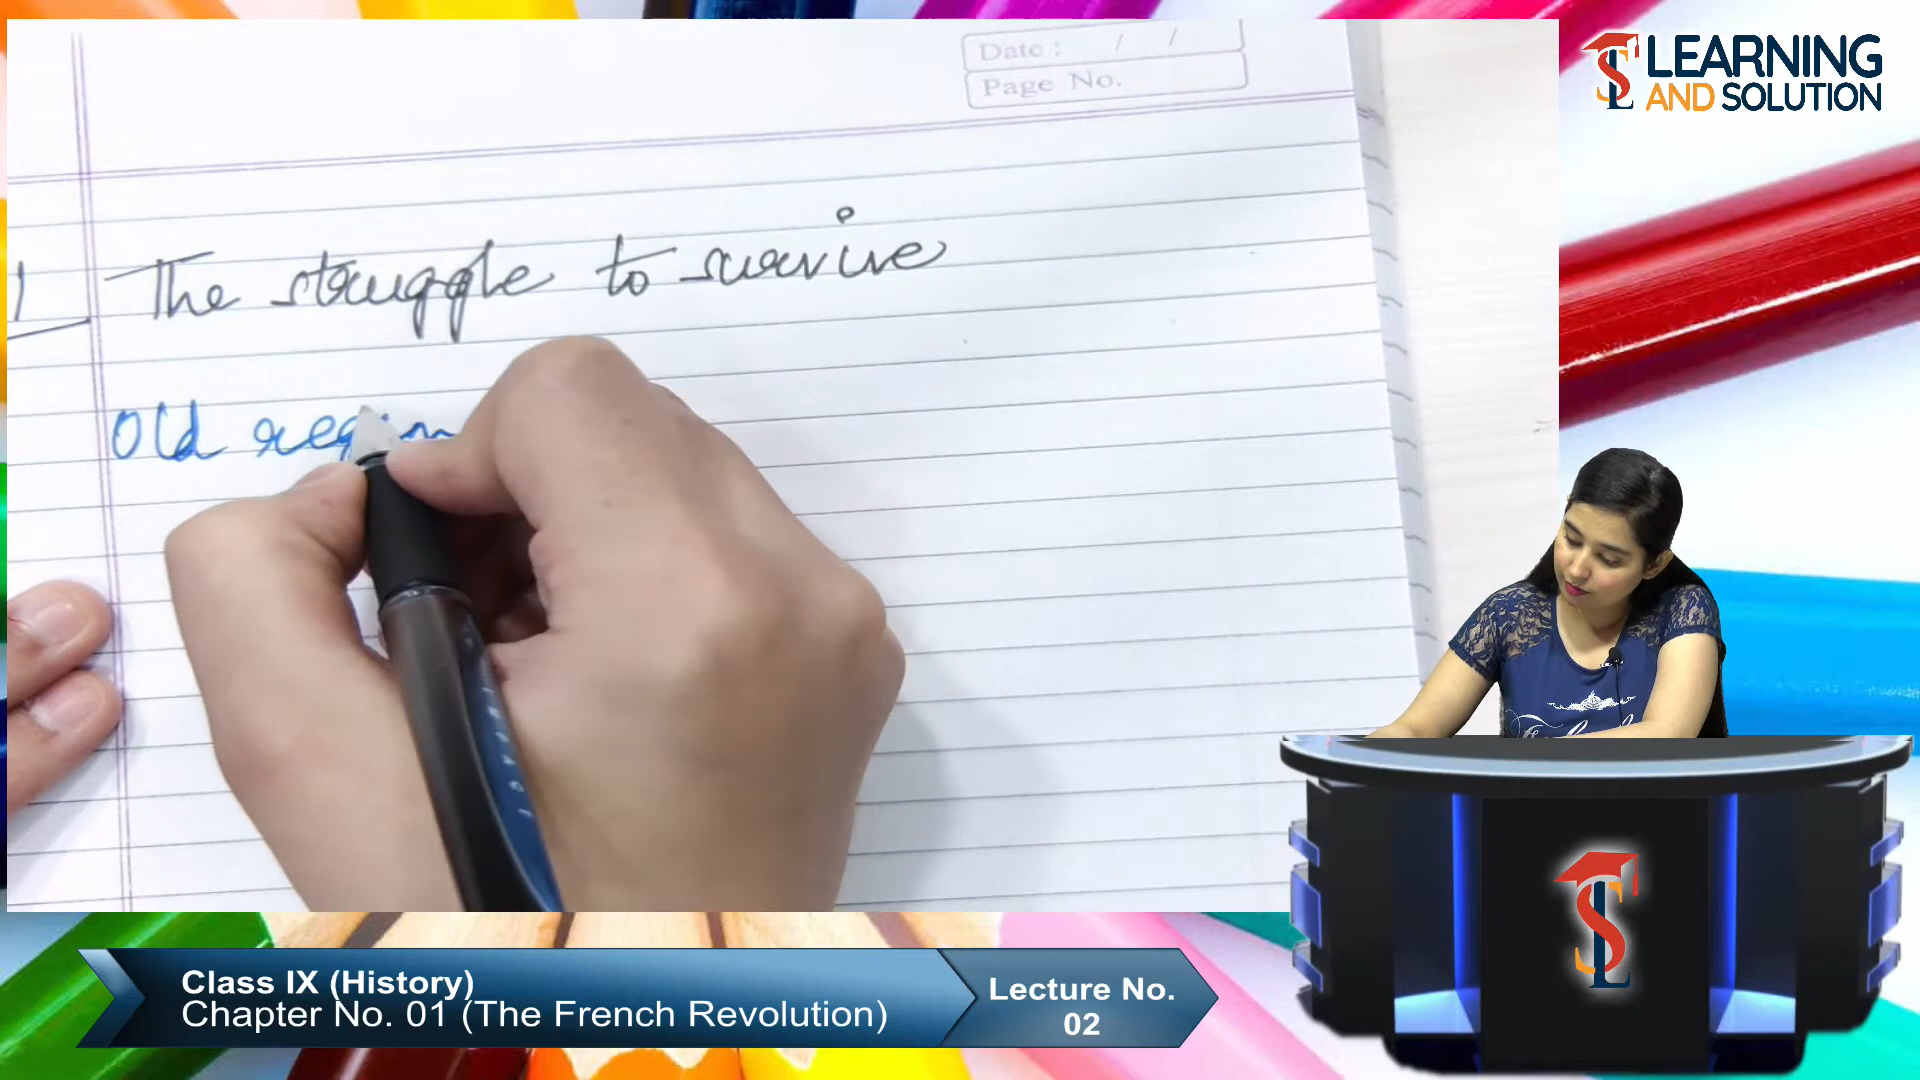 Date : / /
Page No.
LEARNING
AND SOLUTION
1 The struggle to survive
Old
Class IX (History)
Chapter No. 01 (The French Revolution)
Lecture No.
02